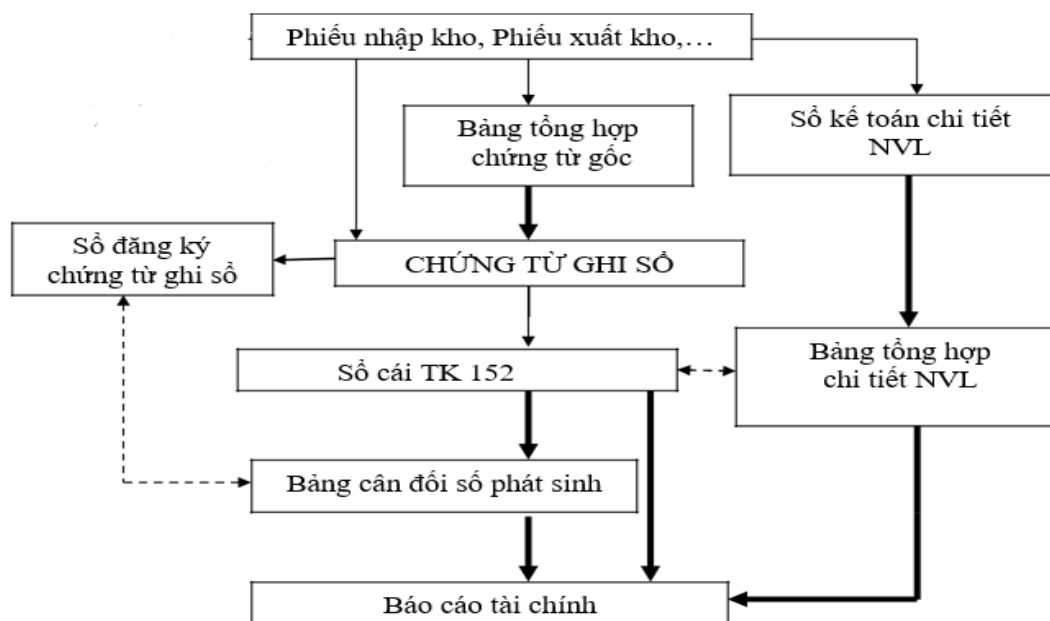 Phiếu nhập kho, Phiếu xuất kho,…
Bảng tổng hợp
chứng từ gốc
Sổ kế toán chi tiết
NVL
Sổ đăng ký
chứng từ ghi sổ
CHỨNG TỪ GHI SỔ
Sổ cái TK 152
Bảng tổng hợp
chi tiết NVL
Bảng cân đối số phát sinh
Báo cáo tài chính